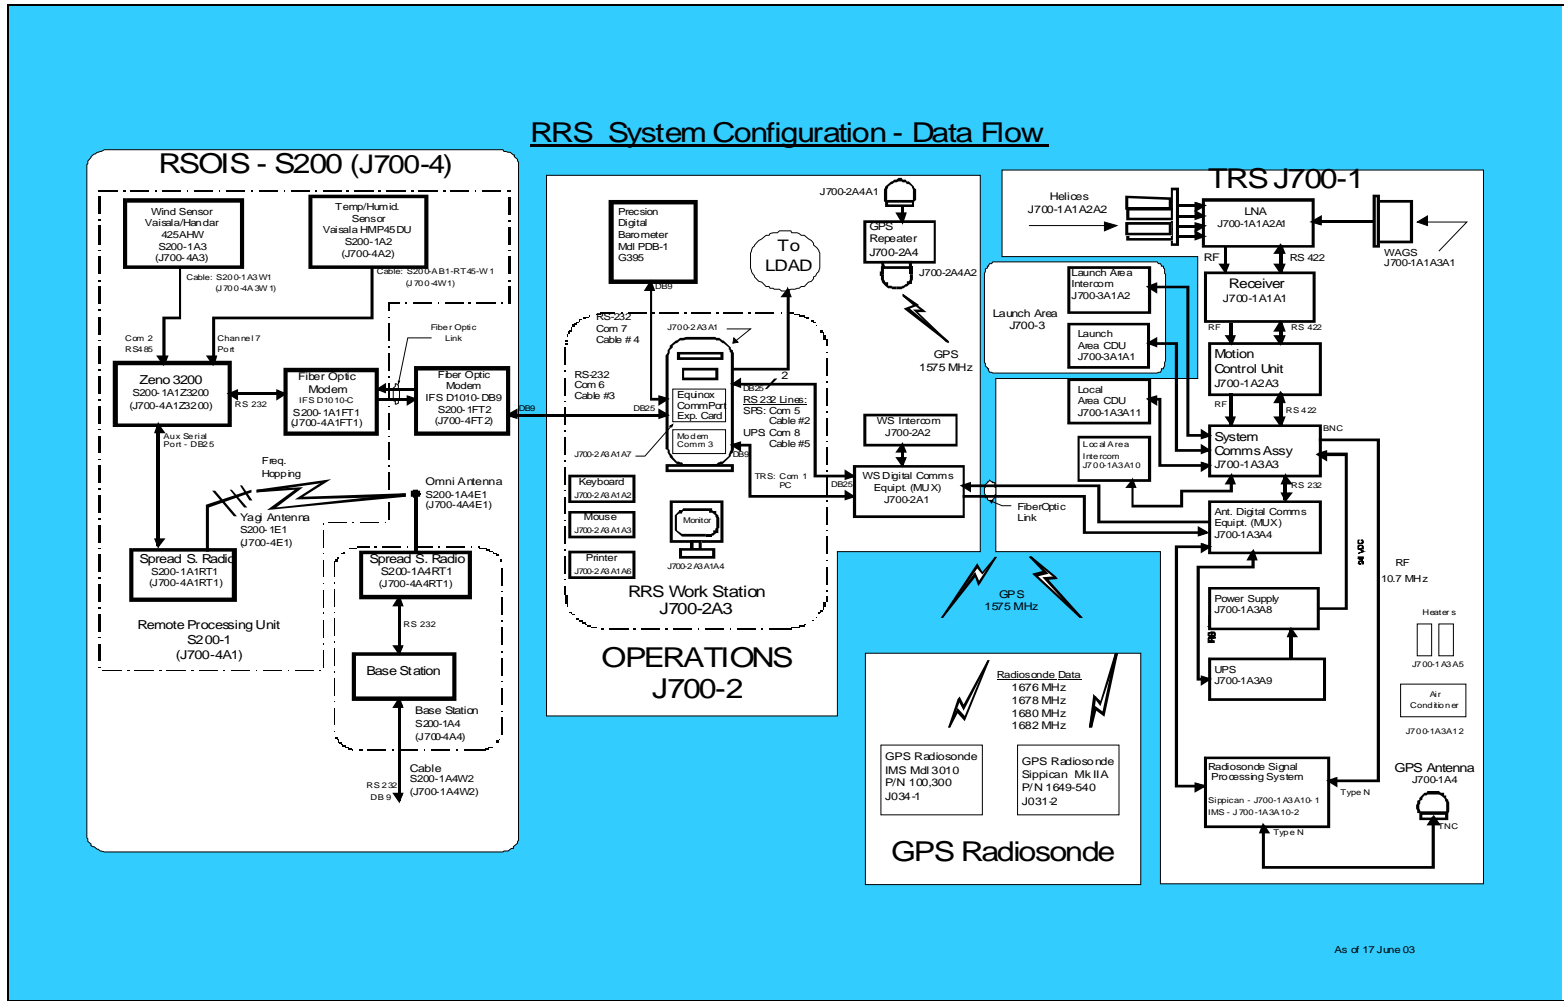 RRS System Configuration - Data Flow
RSOIS - S200 (J700-4)
Wind Sensor
Vaisala/Handar
425AHW
S200-1A3
(J700-4A3)
Temp/Humid.
Sensor
Vaisala HMP45DU
S200-1A2
(J700-4A2)
Cable: S200-1A3W1
(J700-4A3W1)
Cable: S200-AB1-RT45-W1
(J700-4W1)
Com 2
RS485
Channel 7
Port
Fiber Optic
Link
Zeno 3200
S200-1A1Z3200
(J700-4A1Z3200)
RS 232
Fiber Optic
Modem
IFS D1010-C
S200-1A1FT1
(J700-4A1FT1)
Fiber Optic
Modem
IFS D1010-DB9
S200-1FT2
(J700-4FT2)
DB9
Aux Serial
Port - DB25
Freq.
Hopping
Yagi Antenna
S200-1E1
(J700-4E1)
Omni Antenna
S200-1A4E1
(J700-4A4E1)
Spread S. Radio
S200-1A1RT1
(J700-4A1RT1)
Spread S. Radio
S200-1A4RT1
(J700-4A4RT1)
Remote Processing Unit
S200-1
(J700-4A1)
RS 232
Base Station
Base Station
S200-1A4
(J700-4A4)
RS 232
DB 9
Cable
S200-1A4W2
(J700-1A4W2)
Precsion
Digital
Barometer
Mdl PDB-1
G395
DB9
To
LDAD
J700-2A4A1
GPS
Repeater
J700-2A4
J700-2A4A2
GPS
1575 MHz
RS-232
Com 7
Cable # 4
J700-2A3A1
RS-232
Com 6
Cable #3
DB25
Equinox
CommPort
Exp. Card
Modem
Comm 3
J700-2A3A1A7
DB25
2
RS 232 Lines:
SPS: Com 5
Cable #2
UPS Com 8
Cable #5
DB9
TRS: Com 1
PC
DB25
WS Intercom
J700-2A2
WS Digital Comms
Equipt. (MUX)
J700-2A1
FiberOptic
Link
Keyboard
J700-2A3A1A2
Mouse
J700-2A3A1A3
Printer
J700-2A3A1A6
Monitor
J700-2A3A1A4
RRS Work Station
J700-2A3
OPERATIONS
J700-2
TRS J700-1
Helices
J700-1A1A2A2
LNA
J700-1A1A2A1
WAGS
J700-1A1A3A1
RF
RS 422
Receiver
J700-1A1A1
RF
RS 422
Motion
Control Unit
J700-1A2A3
RF
RS 422
System
Comms Assy
J700-1A3A3
BNC
RS 232
Launch Area
J700-3
Launch Area
Intercom
J700-3A1A2
Launch
Area CDU
J700-3A1A1
Local
Area CDU
J700-1A3A11
Local Area
Intercom
J700-1A3A10
Ant. Digital Comms
Equipt. (MUX)
J700-1A3A4
24 VDC
RF
10.7 MHz
Power Supply
J700-1A3A8
UPS
J700-1A3A9
Heaters
J700-1A3A5
Air
Conditioner
J700-1A3A12
Radiosonde Signal
Processing System
Sippican - J700-1A3A10-1
IMS - J700-1A3A10-2
Type N
Type N
GPS Antenna
J700-1A4
TNC
GPS
1575 MHz
Radiosonde Data
1676 MHz
1678 MHz
1680 MHz
1682 MHz
GPS Radiosonde
IMS Mdl 3010
P/N 100,300
J034-1
GPS Radiosonde
Sippican Mk IIA
P/N 1649-540
J031-2
GPS Radiosonde
As of 17 June 03